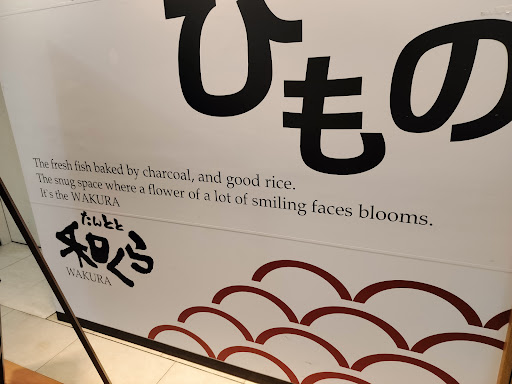 ひもの
The fresh fish baked by charcoal, and good rice.
The snug space where a flower of a lot of smiling faces blooms.
It's the WAKURA
たんとと
和くら
WAKURA